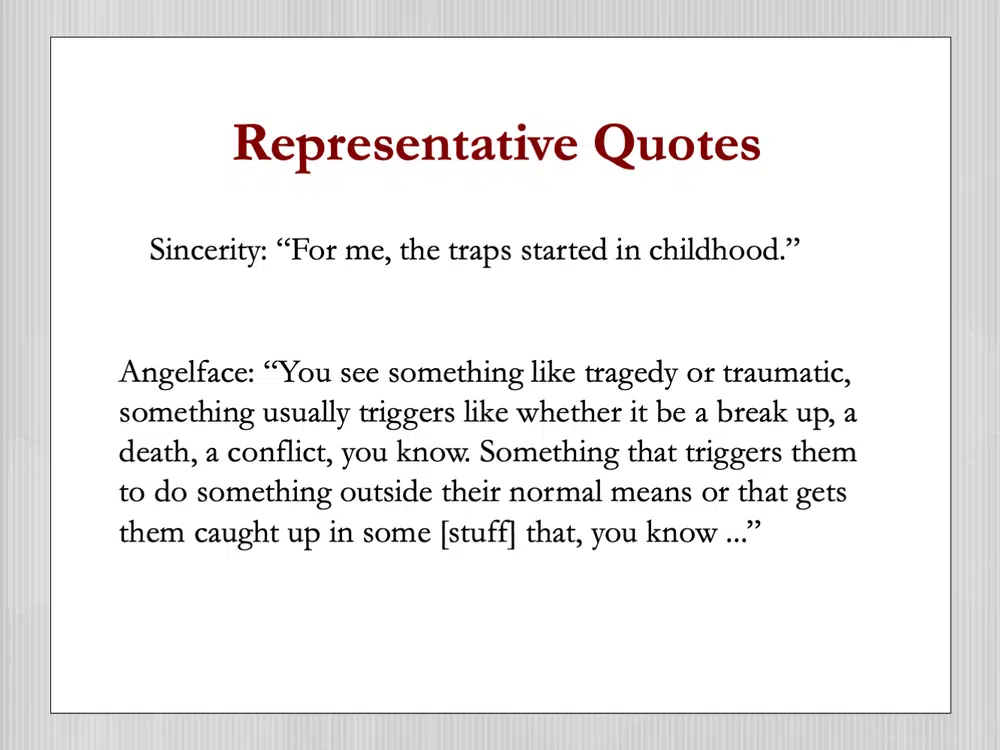 Representative Quotes
Sincerity: “For me, the traps started in childhood.”
Angelface: “You see something like tragedy or traumatic,
something usually triggers like whether it be a break up, a
death, a conflict, you know. Something that triggers them
to do something outside their normal means or that gets
them caught up in some [stuff] that, you know ...”